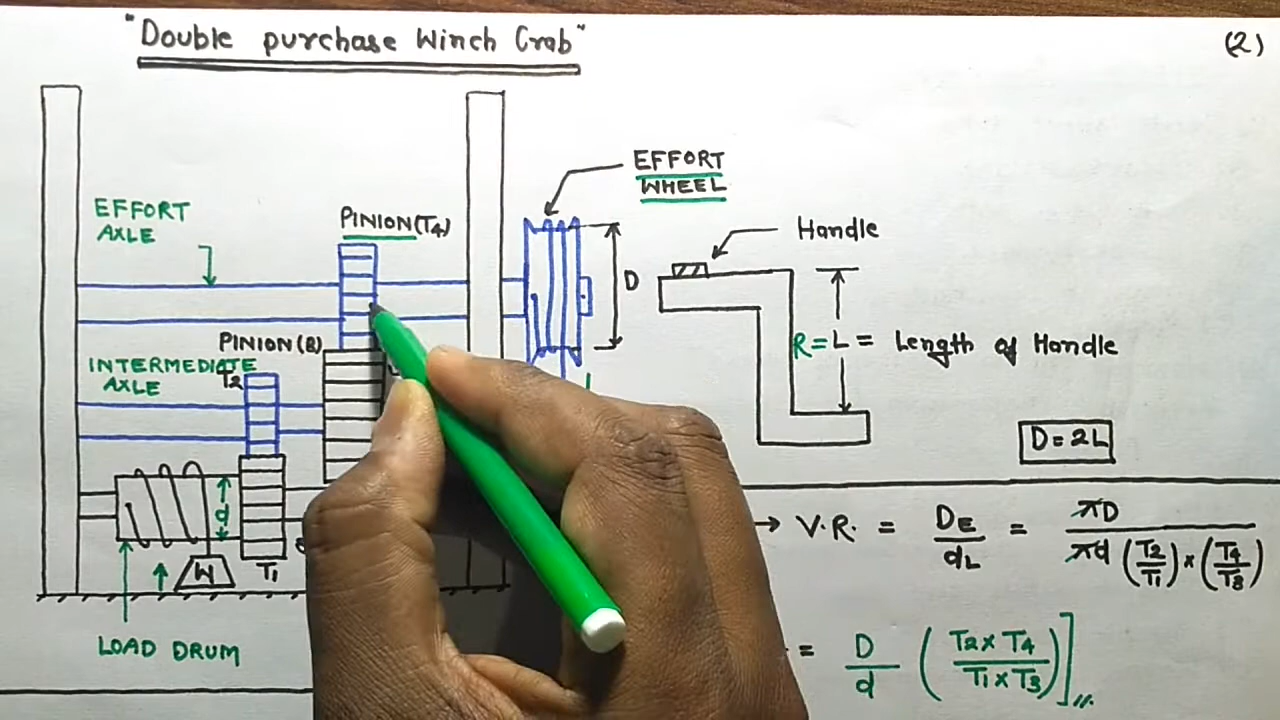 "Double purchase Winch Crab"
(2)
EFFORT
WHEEL
EFFORT
AXLE
PINION(T4)
Handle
D
PINION (B)
INTERMEDIATE
AXLE
T2
R=L = Length of Handle
D=2L
d
W
T1
LOAD DRUM
→ V.R. = DE/dL = πD / πd (T2/T1) × (T4/T3)
= D/d (T2 × T4 / T1 × T3)]